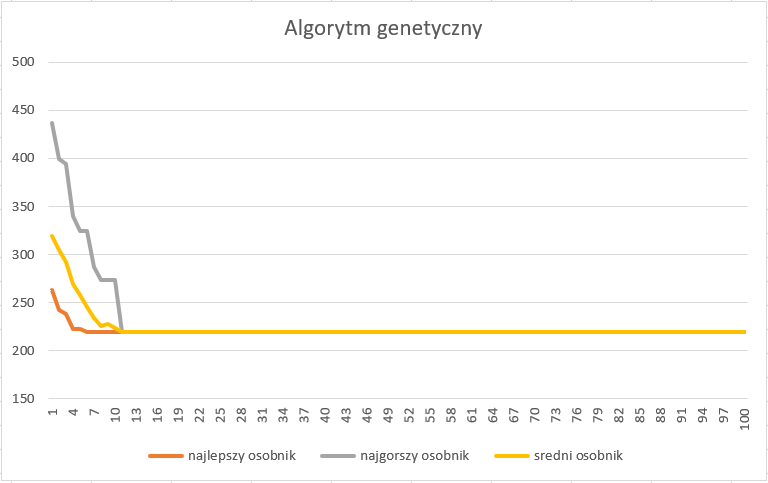 Algorytm genetyczny
500
450
400
350
300
250
200
150
1 4 7 10 13 16 19 22 25 28 31 34 37 40 43 46 49 52 55 58 61 64 67 70 73 76 79 82 85 88 91 94 97 100
najlepszy osobnik najgorszy osobnik sredni osobnik